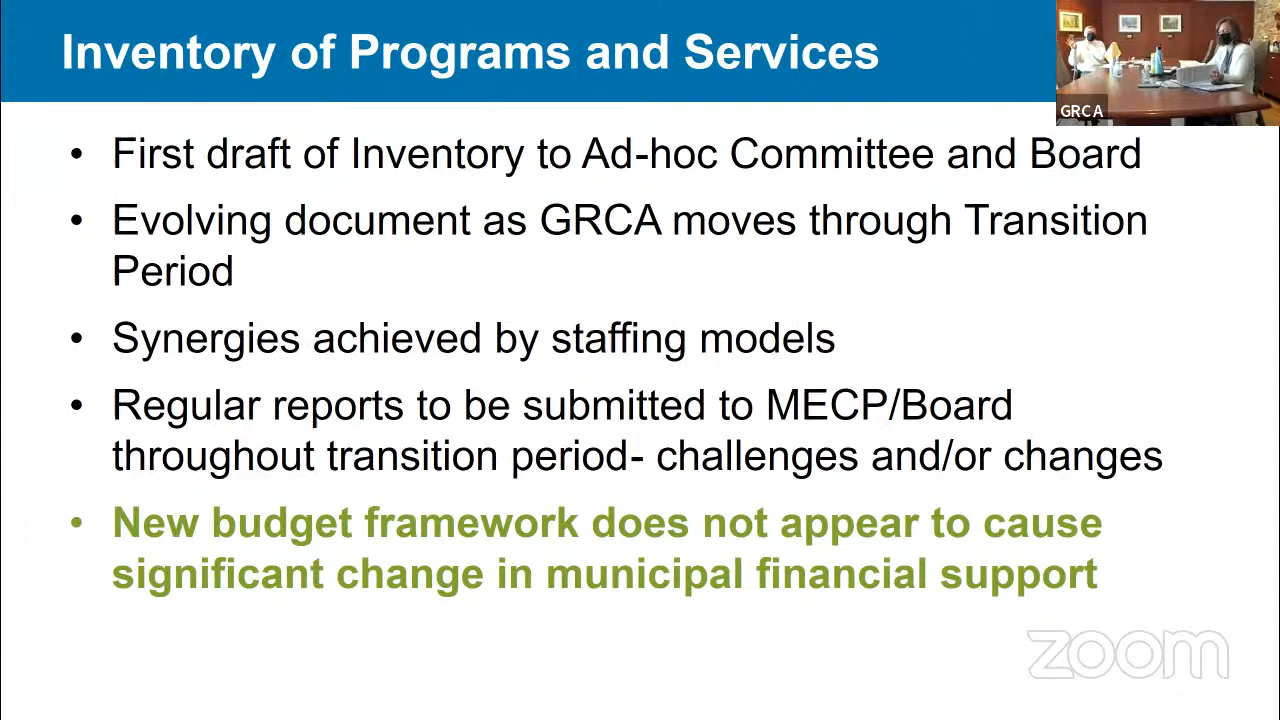 Inventory of Programs and Services
GRCA
• First draft of Inventory to Ad-hoc Committee and Board
• Evolving document as GRCA moves through Transition
Period
• Synergies achieved by staffing models
• Regular reports to be submitted to MECP/Board
throughout transition period- challenges and/or changes
• New budget framework does not appear to cause
significant change in municipal financial support
zoom